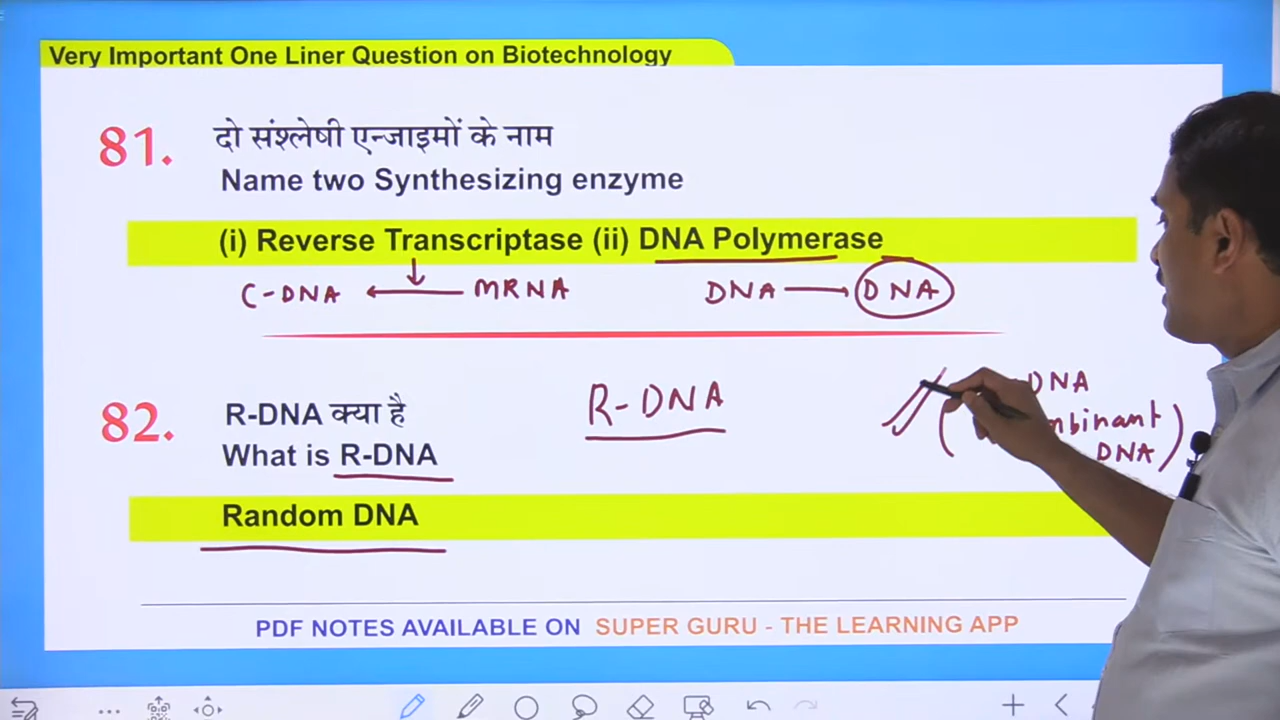 Very Important One Liner Question on Biotechnology
81.
दो संश्लेषी एन्जाइमों के नाम
Name two Synthesizing enzyme
(i) Reverse Transcriptase (ii) DNA Polymerase
C-DNA
MRNA
DNA
DNA
82.
R-DNA क्या है
What is R-DNA
R-DNA
DNA
DNA
Random DNA
PDF NOTES AVAILABLE ON SUPER GURU - THE LEARNING APP